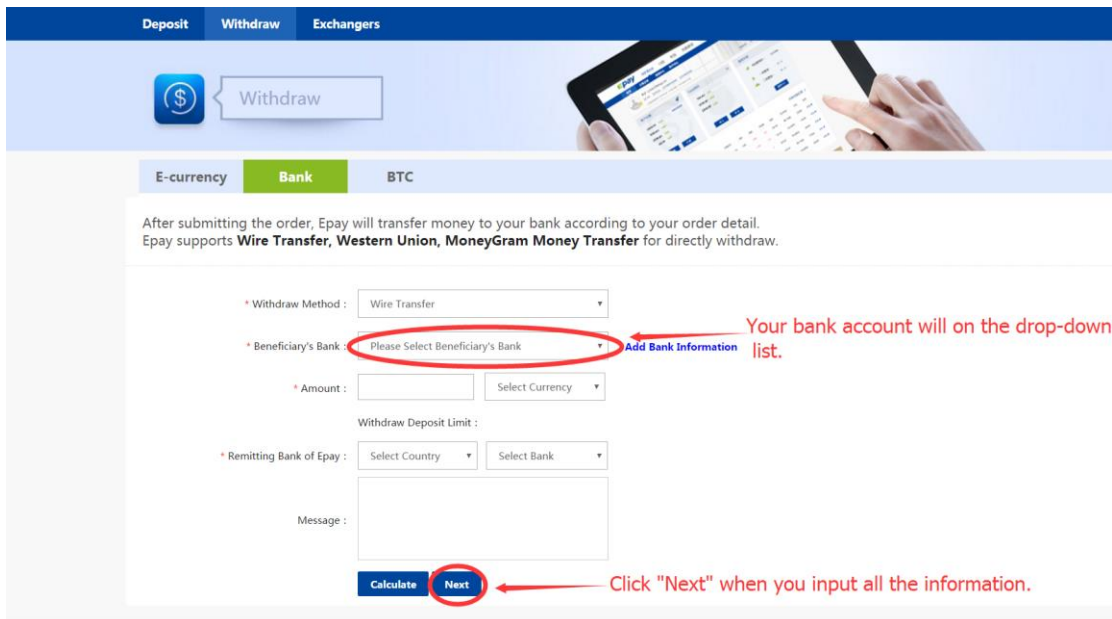 Deposit Withdraw Exchangers
Withdraw
epay
E-currency Bank BTC
After submitting the order, Epay will transfer money to your bank according to your order detail.
Epay supports Wire Transfer, Western Union, MoneyGram Money Transfer for directly withdraw.
* Withdraw Method : Wire Transfer
* Beneficiary's Bank : Please Select Beneficiary's Bank Add Bank Information
Your bank account will on the drop-down
list.
* Amount : Select Currency
Withdraw Deposit Limit :
* Remitting Bank of Epay : Select Country Select Bank
Message :
Calculate Next
Click "Next" when you input all the information.